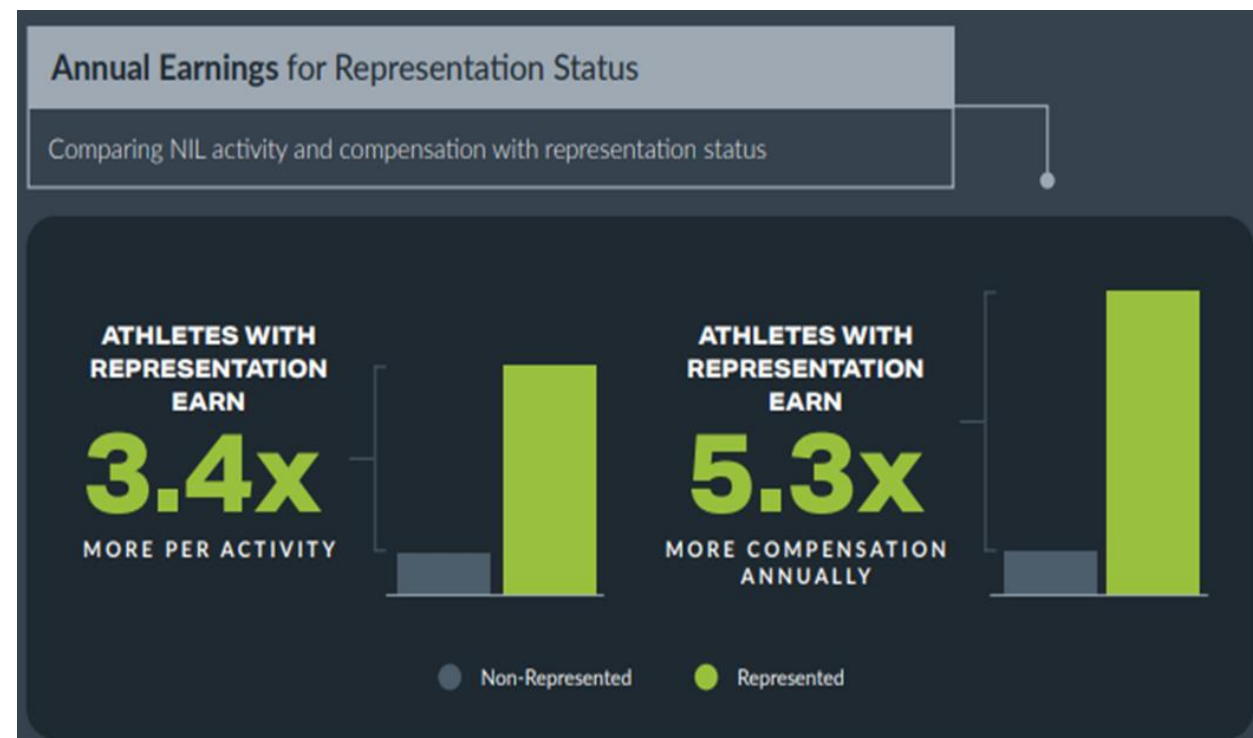 Annual Earnings for Representation Status
Comparing NIL activity and compensation with representation status
ATHLETES WITH
REPRESENTATION
EARN
3.4x
MORE PER ACTIVITY
ATHLETES WITH
REPRESENTATION
EARN
5.3x
MORE COMPENSATION
ANNUALLY
Non-Represented
Represented